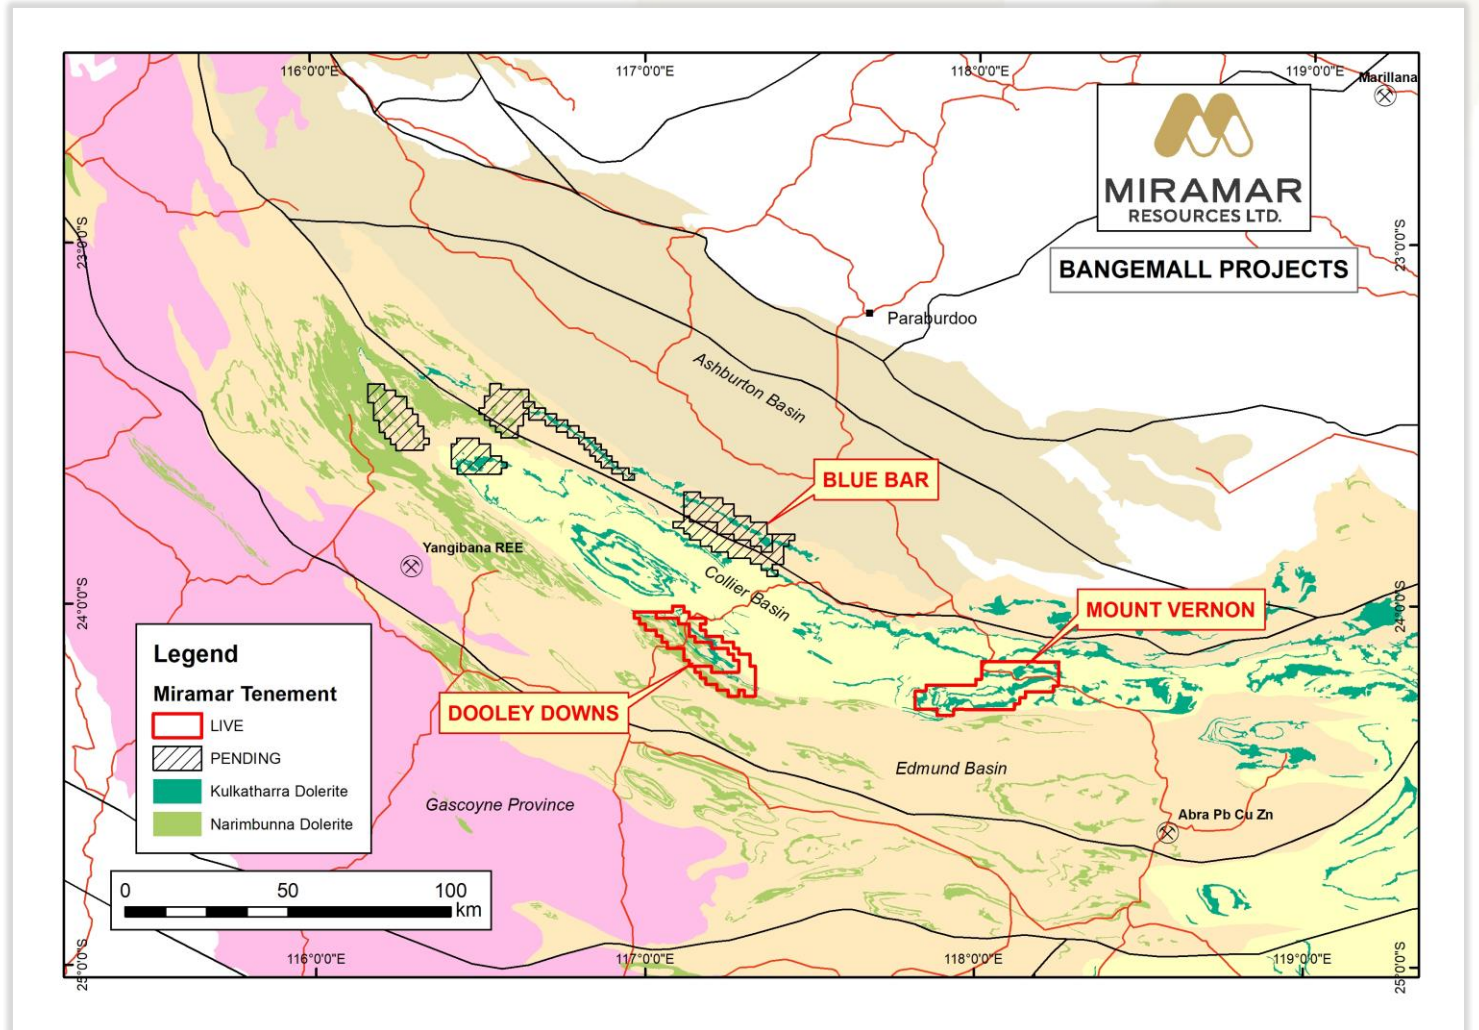 116°0'0"E
117°0'0"E
118°0'0"E
119°0'0"E
Marillana
MIRAMAR
RESOURCES LTD.
23°0'0"S
23°0'0"S
BANGEMALL PROJECTS
Paraburdoo
Ashburton Basin
BLUE BAR
Yangibana REE
Collier Basin
24°0'0"S
24°0'0"S
MOUNT VERNON
Legend
Miramar Tenement
LIVE
PENDING
Kulkatharra Dolerite
Narimbunna Dolerite
DOOLEY DOWNS
Edmund Basin
Gascoyne Province
Abra Pb Cu Zn
0 50 100
km
25°0'0"S
25°0'0"S
116°0'0"E
117°0'0"E
118°0'0"E
119°0'0"E